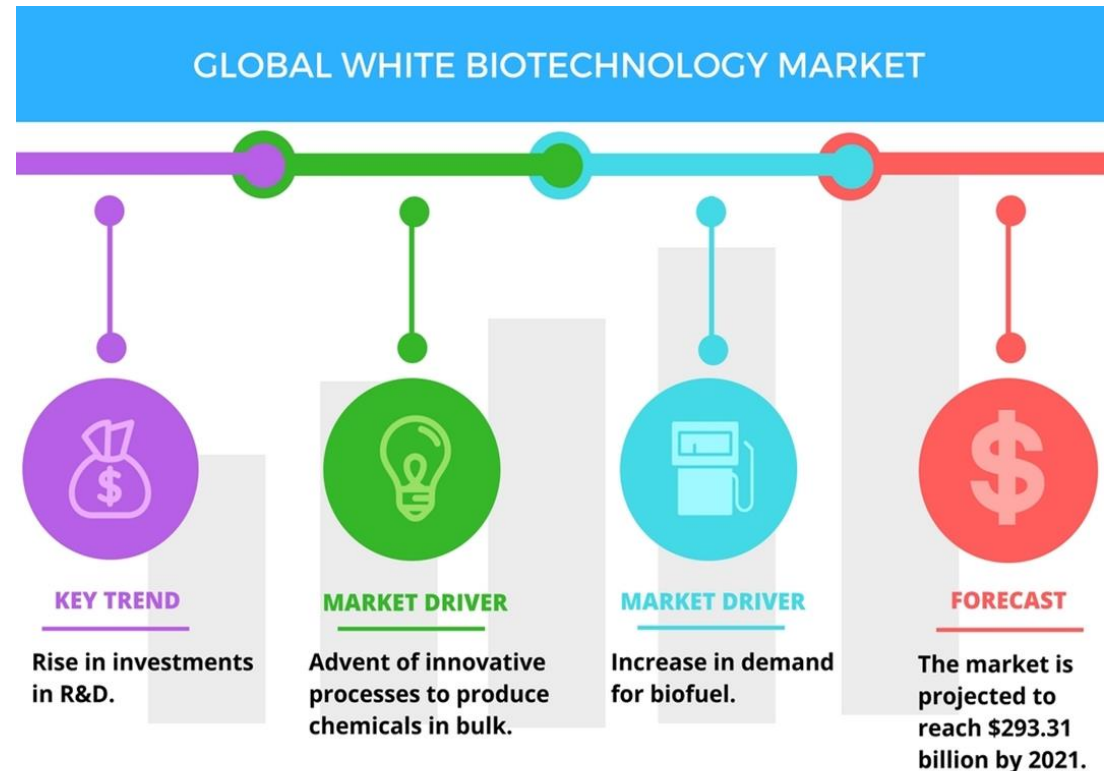 GLOBAL WHITE BIOTECHNOLOGY MARKET
$
$
KEY TREND
Rise in investments
in R&D.
MARKET DRIVER
Advent of innovative
processes to produce
chemicals in bulk.
MARKET DRIVER
Increase in demand
for biofuel.
FORECAST
The market is
projected to
reach $293.31
billion by 2021.